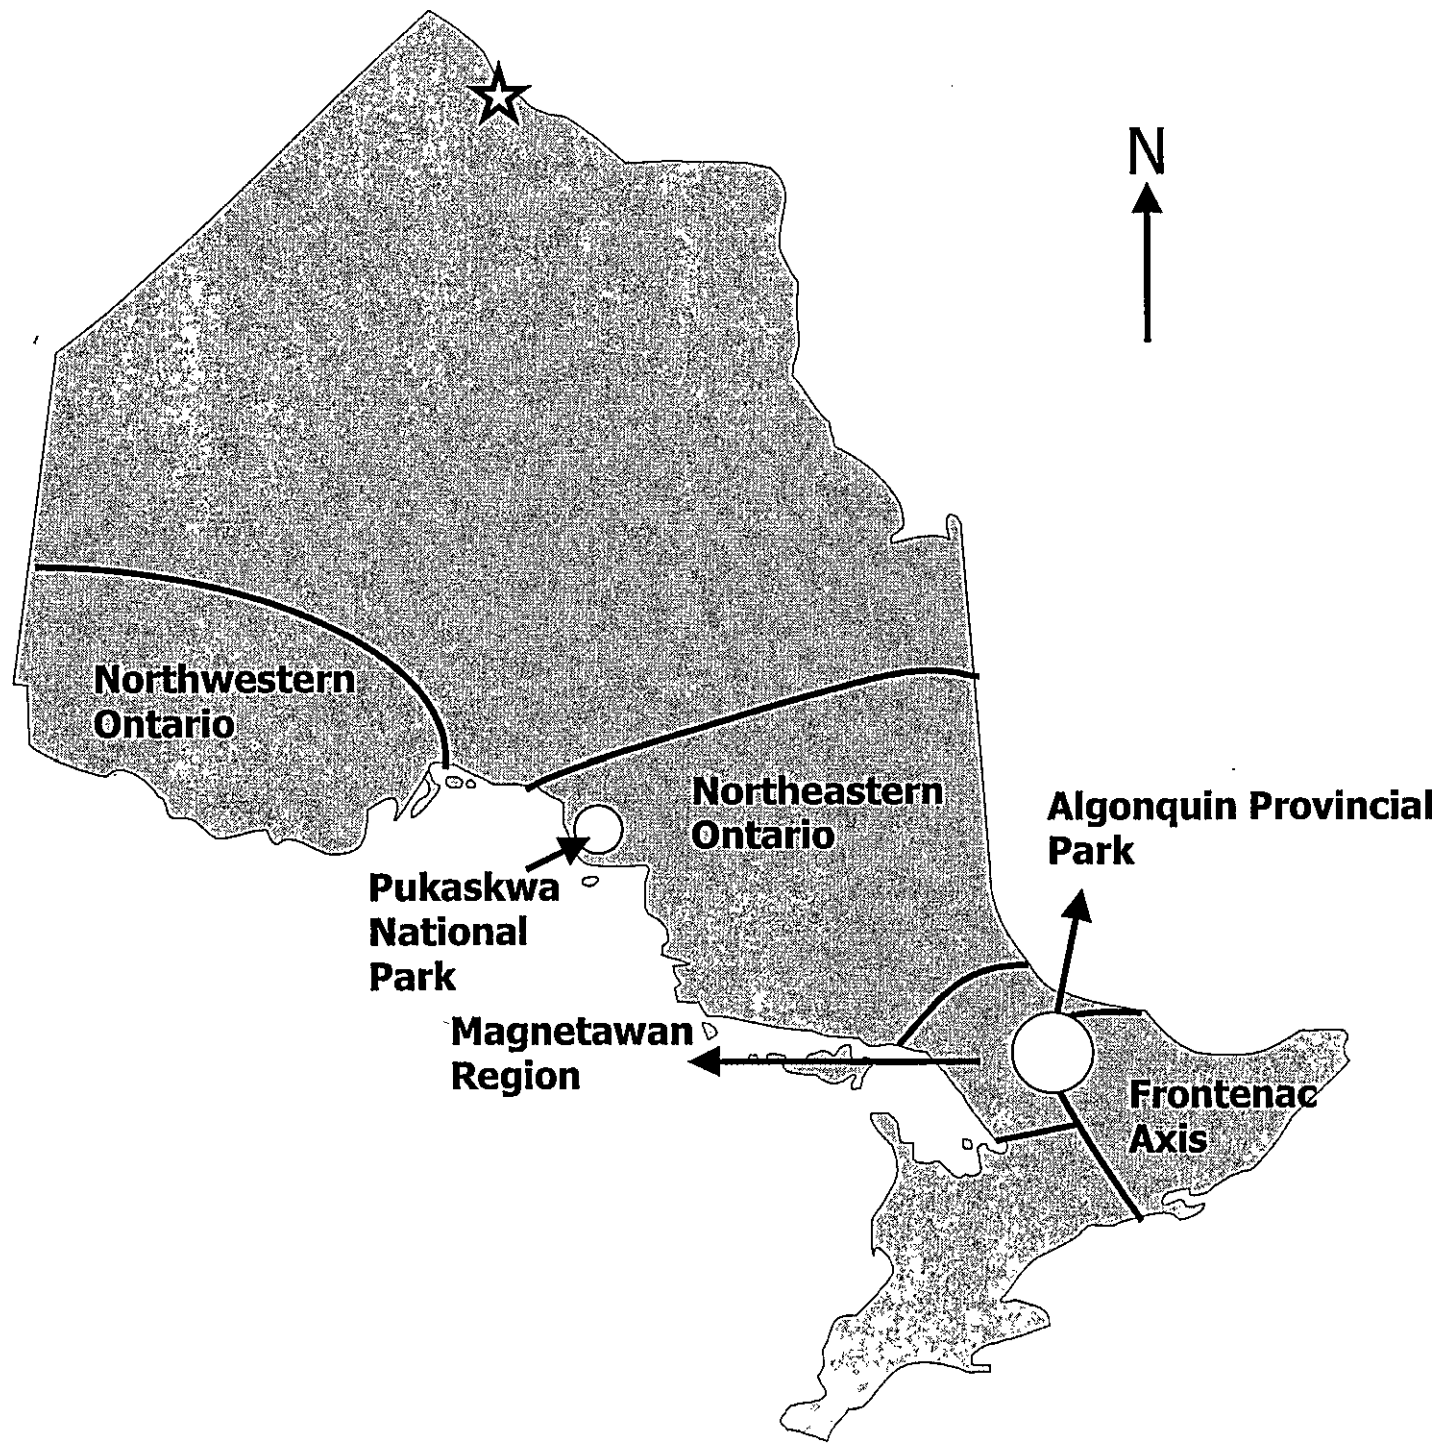 N
Northwestern
Ontario
Northeastern
Ontario
Algonquin Provincial
Park
Pukaskwa
National
Park
Magnetawan
Region
Frontenac
Axis